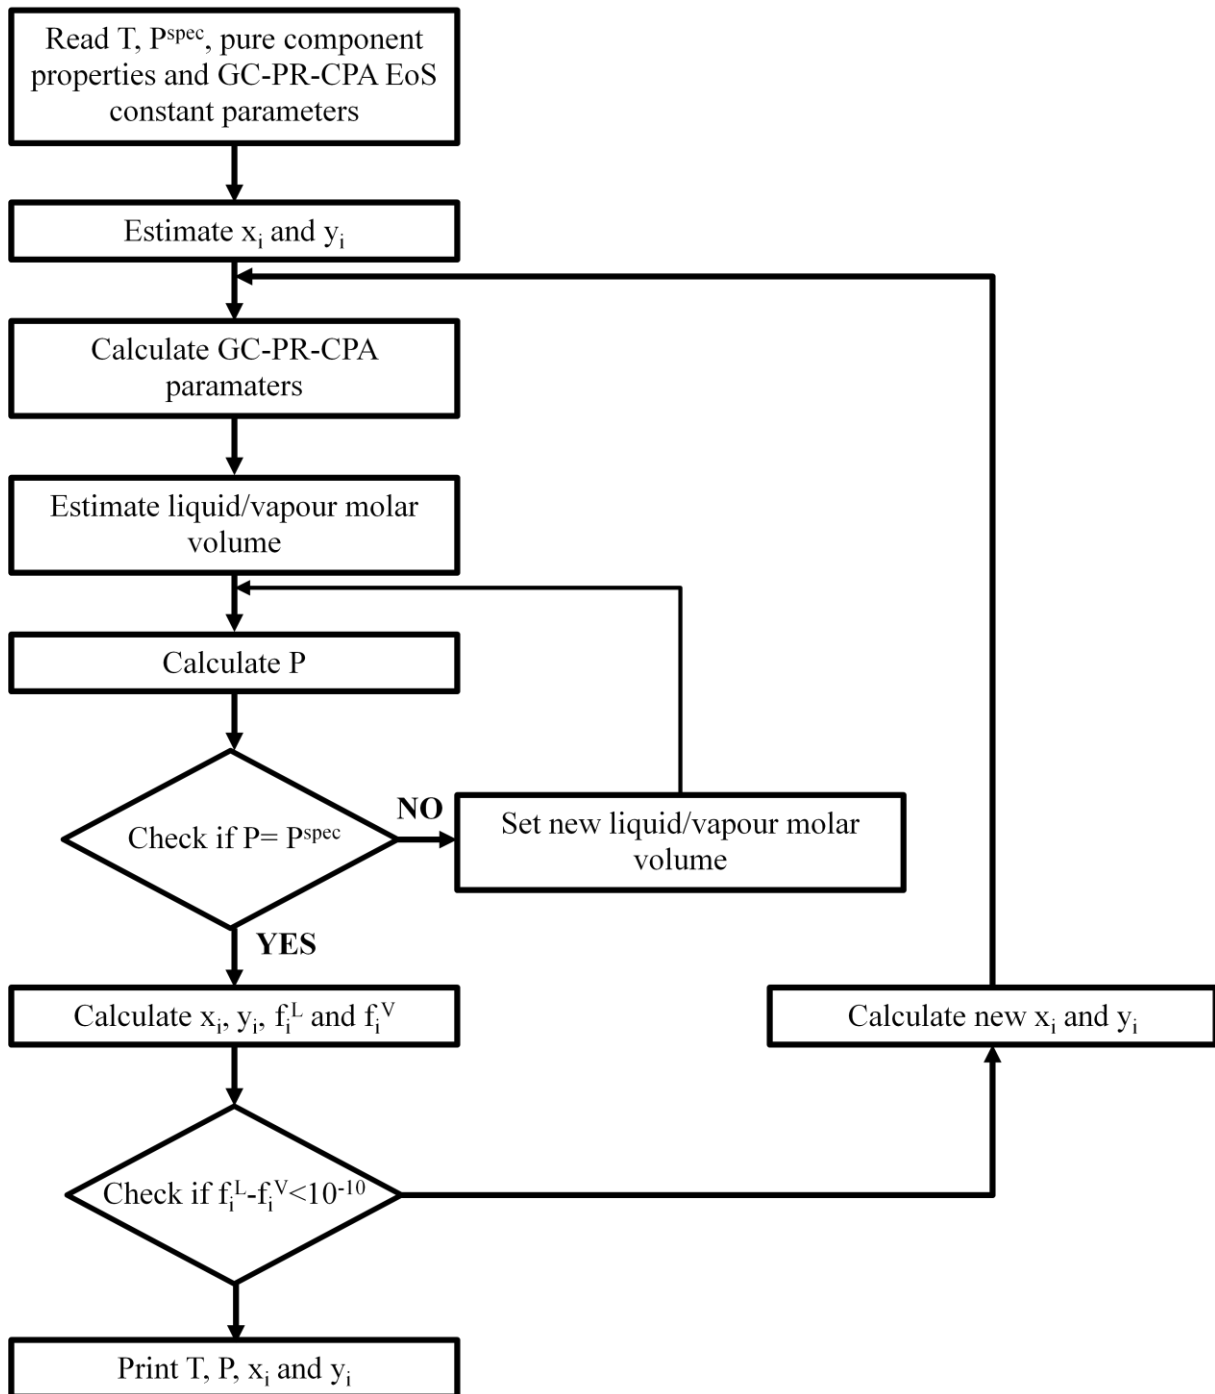 Read T, Pˢᵖᵉᶜ, pure component
properties and GC-PR-CPA EoS
constant parameters
Estimate xᵢ and yᵢ
Calculate GC-PR-CPA
paramaters
Estimate liquid/vapour molar
volume
Calculate P
Check if P= Pˢᵖᵉᶜ
NO
Set new liquid/vapour molar
volume
YES
Calculate xᵢ, yᵢ, fᵢᴸ and fᵢⱽ
Calculate new xᵢ and yᵢ
Check if fᵢᴸ-fᵢⱽ<10⁻¹⁰
Print T, P, xᵢ and yᵢ